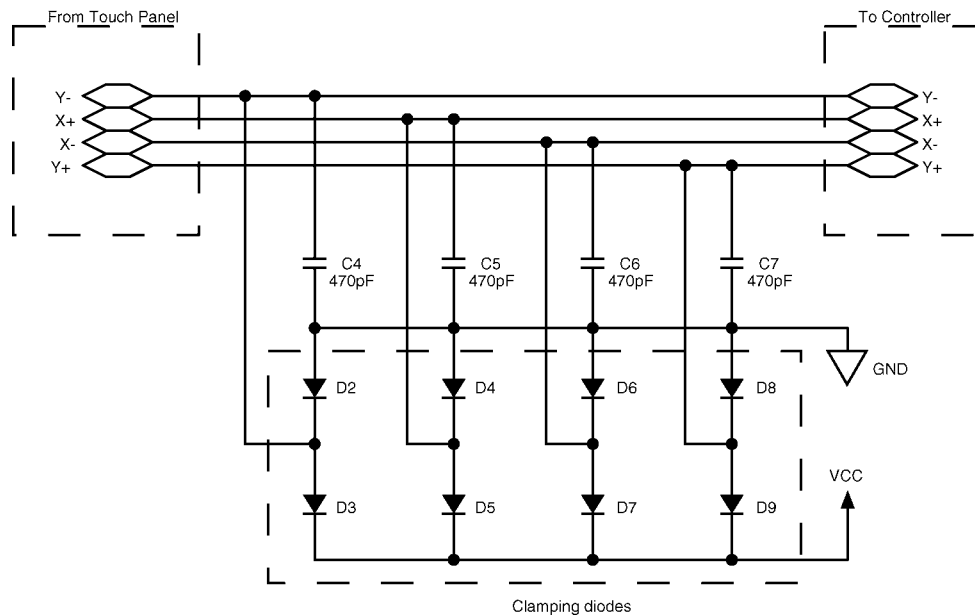 From Touch Panel
To Controller
Y-
X+
X-
Y+
Y-
X+
X-
Y+
C4
470pF
C5
470pF
C6
470pF
C7
470pF
GND
D2
D4
D6
D8
VCC
D3
D5
D7
D9
Clamping diodes